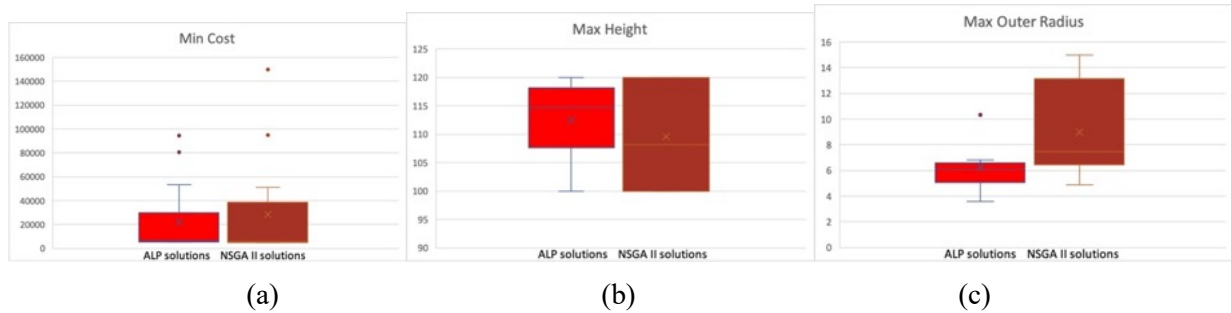 Min Cost
160000
140000
120000
100000
80000
60000
40000
20000
0
ALP solutions NSGA II solutions
(a)
Max Height
125
120
115
110
105
100
95
90
ALP solutions NSGA II solutions
(b)
Max Outer Radius
16
14
12
10
8
6
4
2
0
ALP solutions NSGA II solutions
(c)